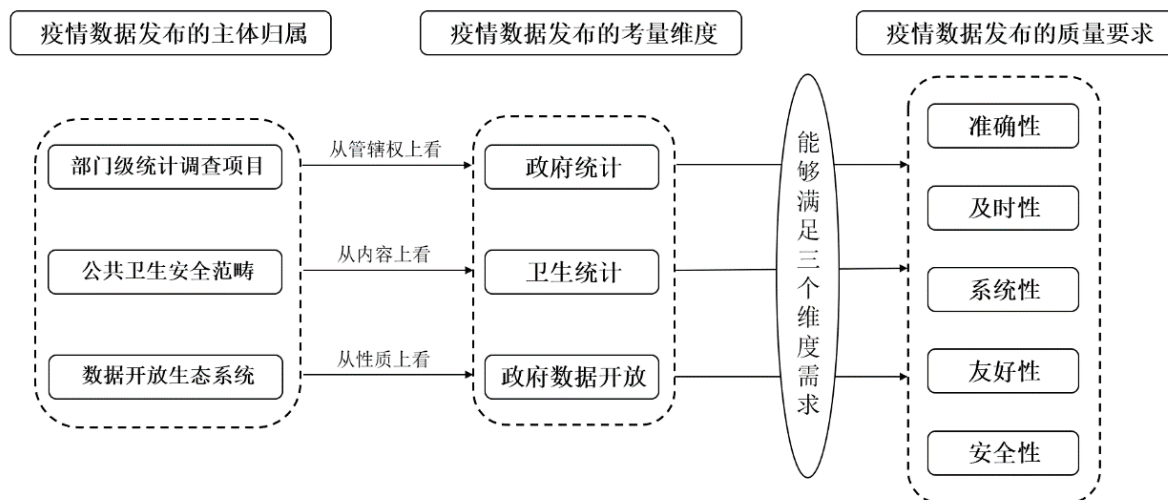 疫情数据发布的主体归属
疫情数据发布的考量维度
疫情数据发布的质量要求
部门级统计调查项目
从管辖权上看
政府统计
公共卫生安全范畴
从内容上看
卫生统计
数据开放生态系统
从性质上看
政府数据开放
能够满足三个维度需求
准确性
及时性
系统性
友好性
安全性